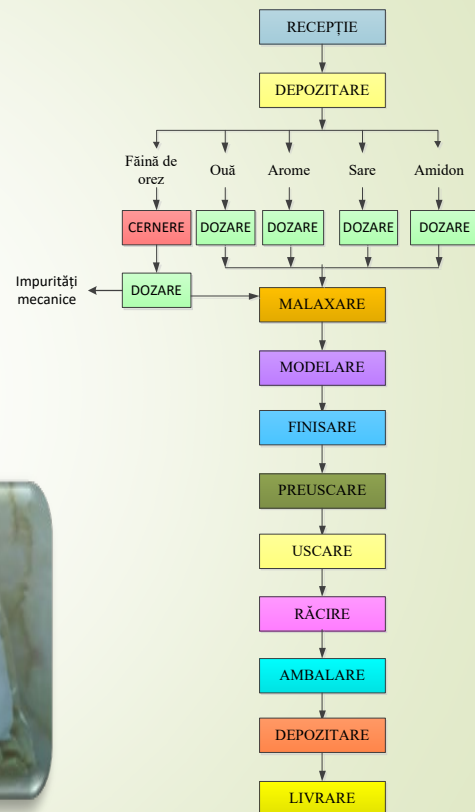 RECEPȚIE
DEPOZITARE
Făină de
orez
Ouă
Arome
Sare
Amidon
CERNERE
DOZARE
DOZARE
DOZARE
DOZARE
Impurități
mecanice
DOZARE
MALAXARE
MODELARE
FINISARE
PREUSCARE
USCARE
RĂCIRE
AMBALARE
DEPOZITARE
LIVRARE